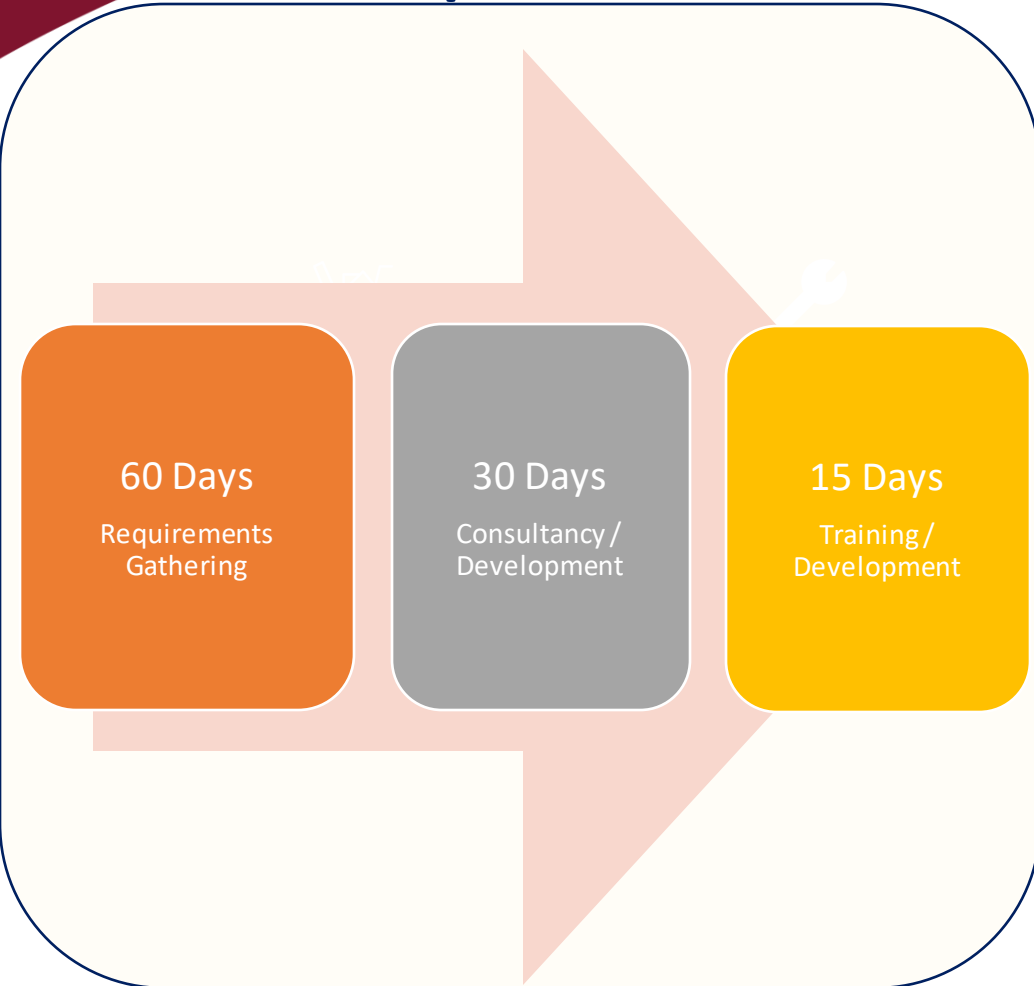 60 Days
Requirements
Gathering
30 Days
Consultancy/
Development
15 Days
Training/
Development